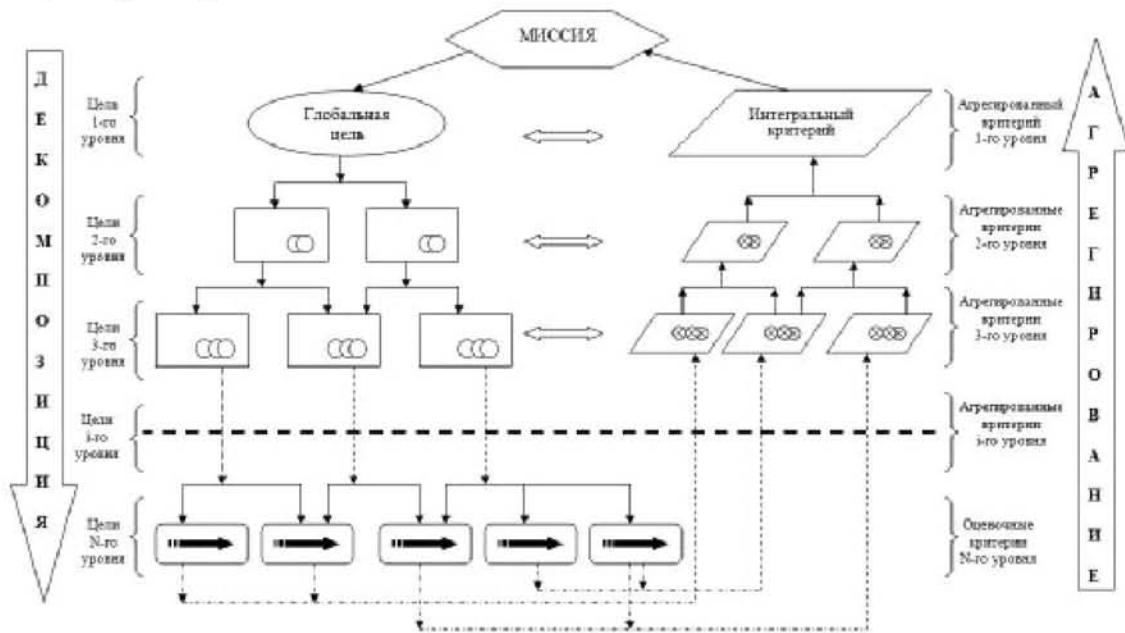 МИССИЯ
ДЕКОМПОЗИЦИЯ
Цели
1-го
уровня
Глобальная
цель
Интегральный
критерий
Агрегированный
критерий
1-го уровня
АГРЕГИРОВАНИЕ
Цели
2-го
уровня
Агрегированные
критерии
2-го уровня
Цели
3-го
уровня
Агрегированные
критерии
3-го уровня
Цели
i-го
уровня
Агрегированные
критерии
i-го уровня
Цели
N-го
уровня
Оценочные
критерии
N-го уровня